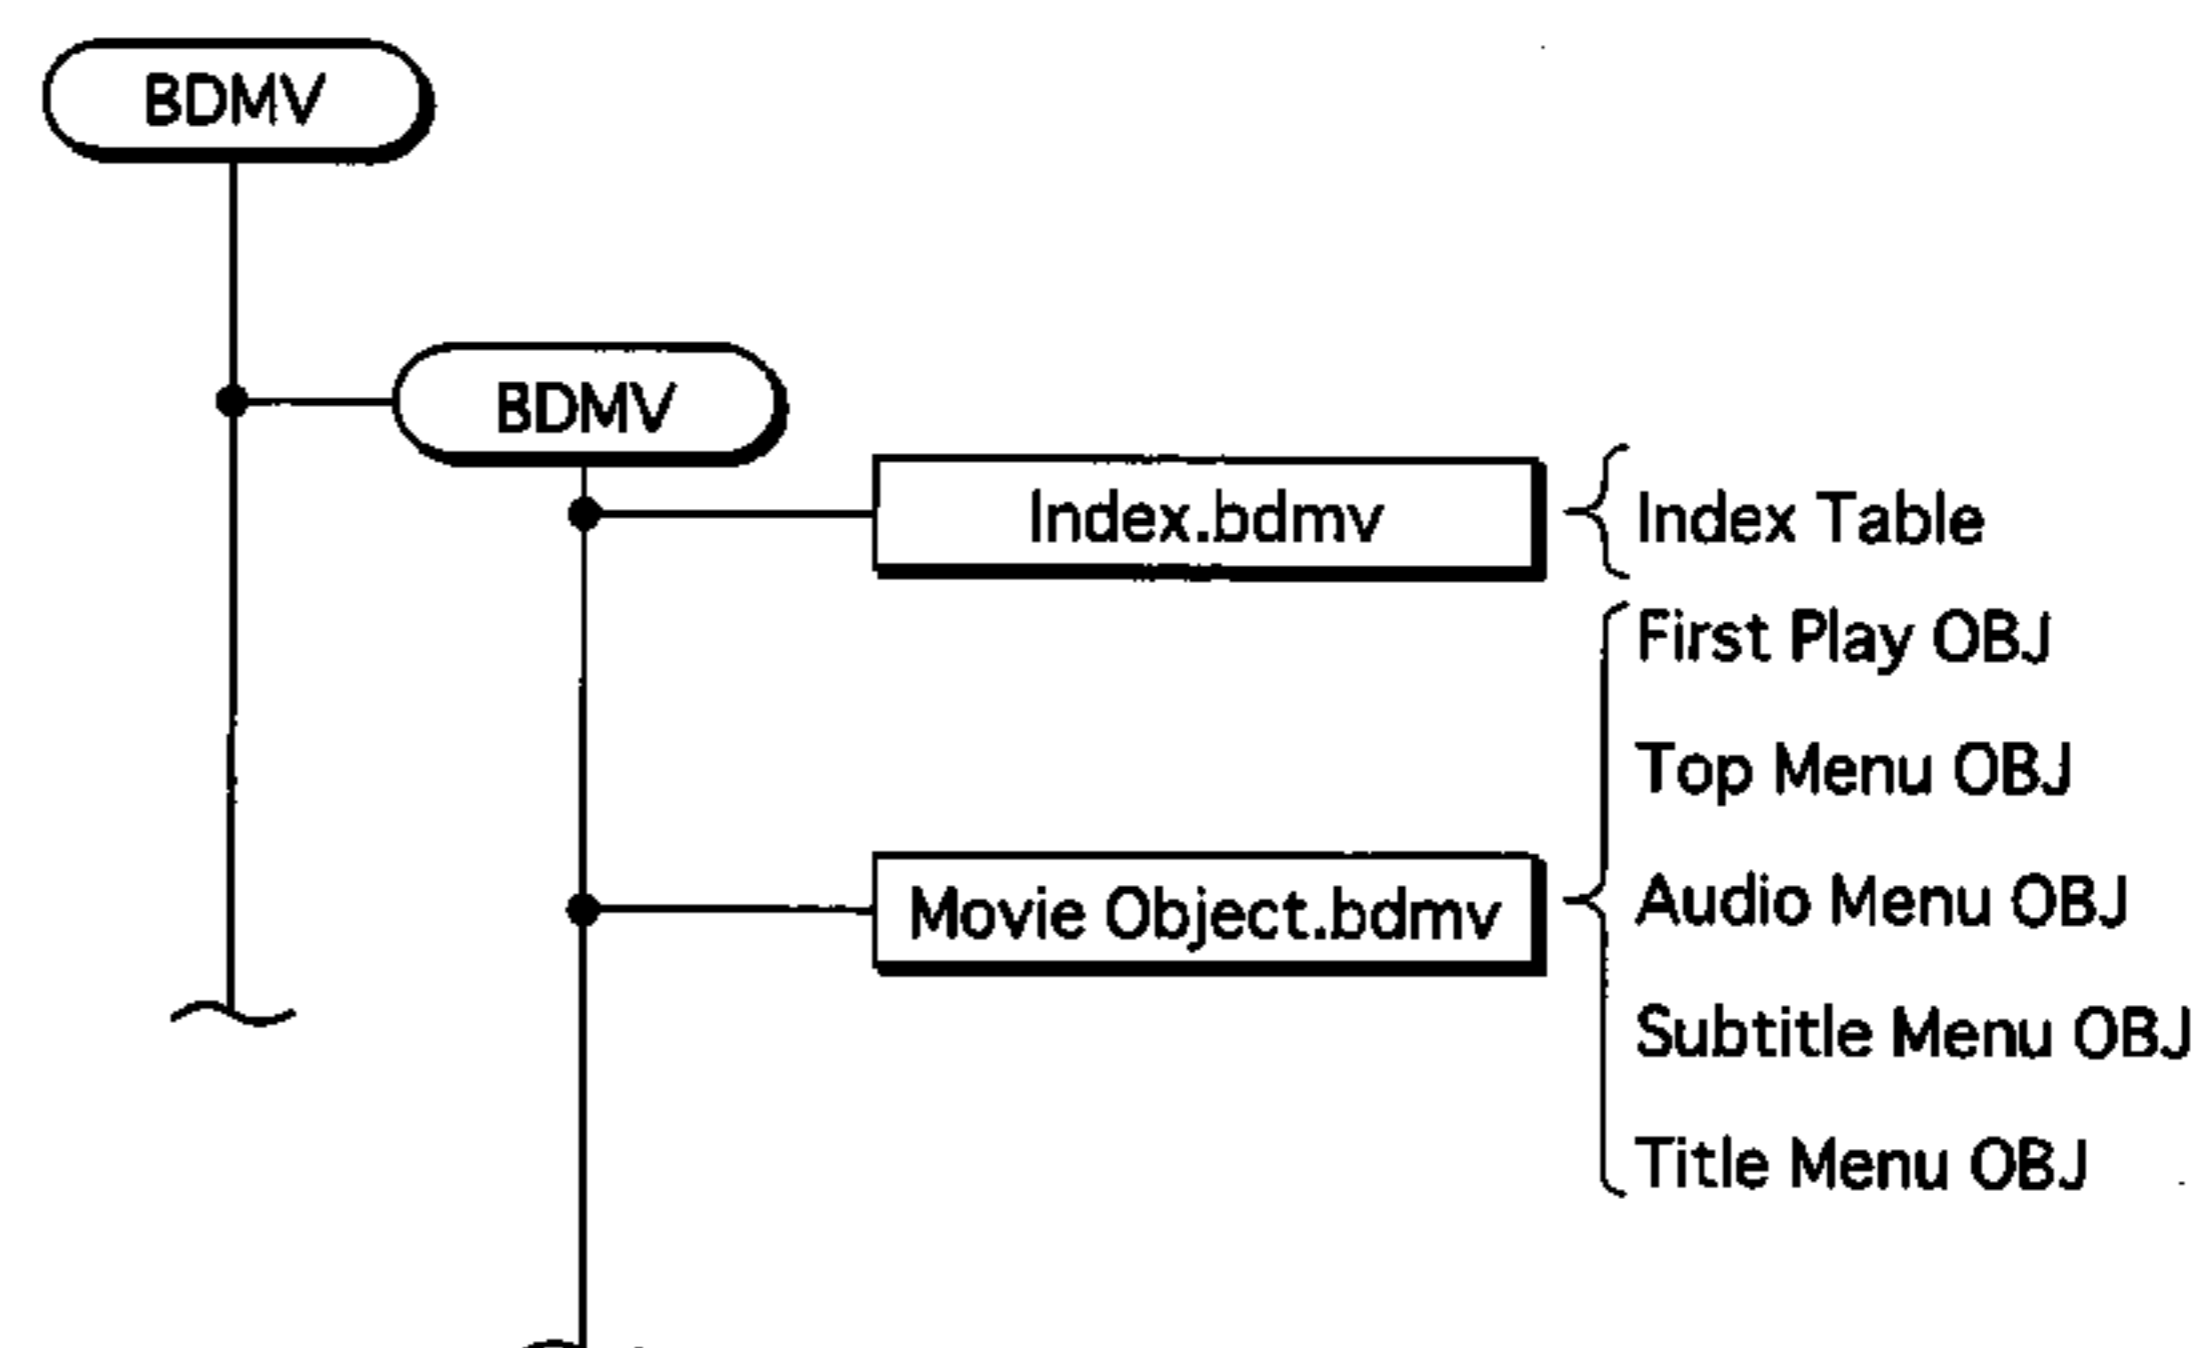 BDMV
BDMV
Index.bdmv
Index Table
First Play OBJ
Top Menu OBJ
Movie Object.bdmv
Audio Menu OBJ
Subtitle Menu OBJ
Title Menu OBJ